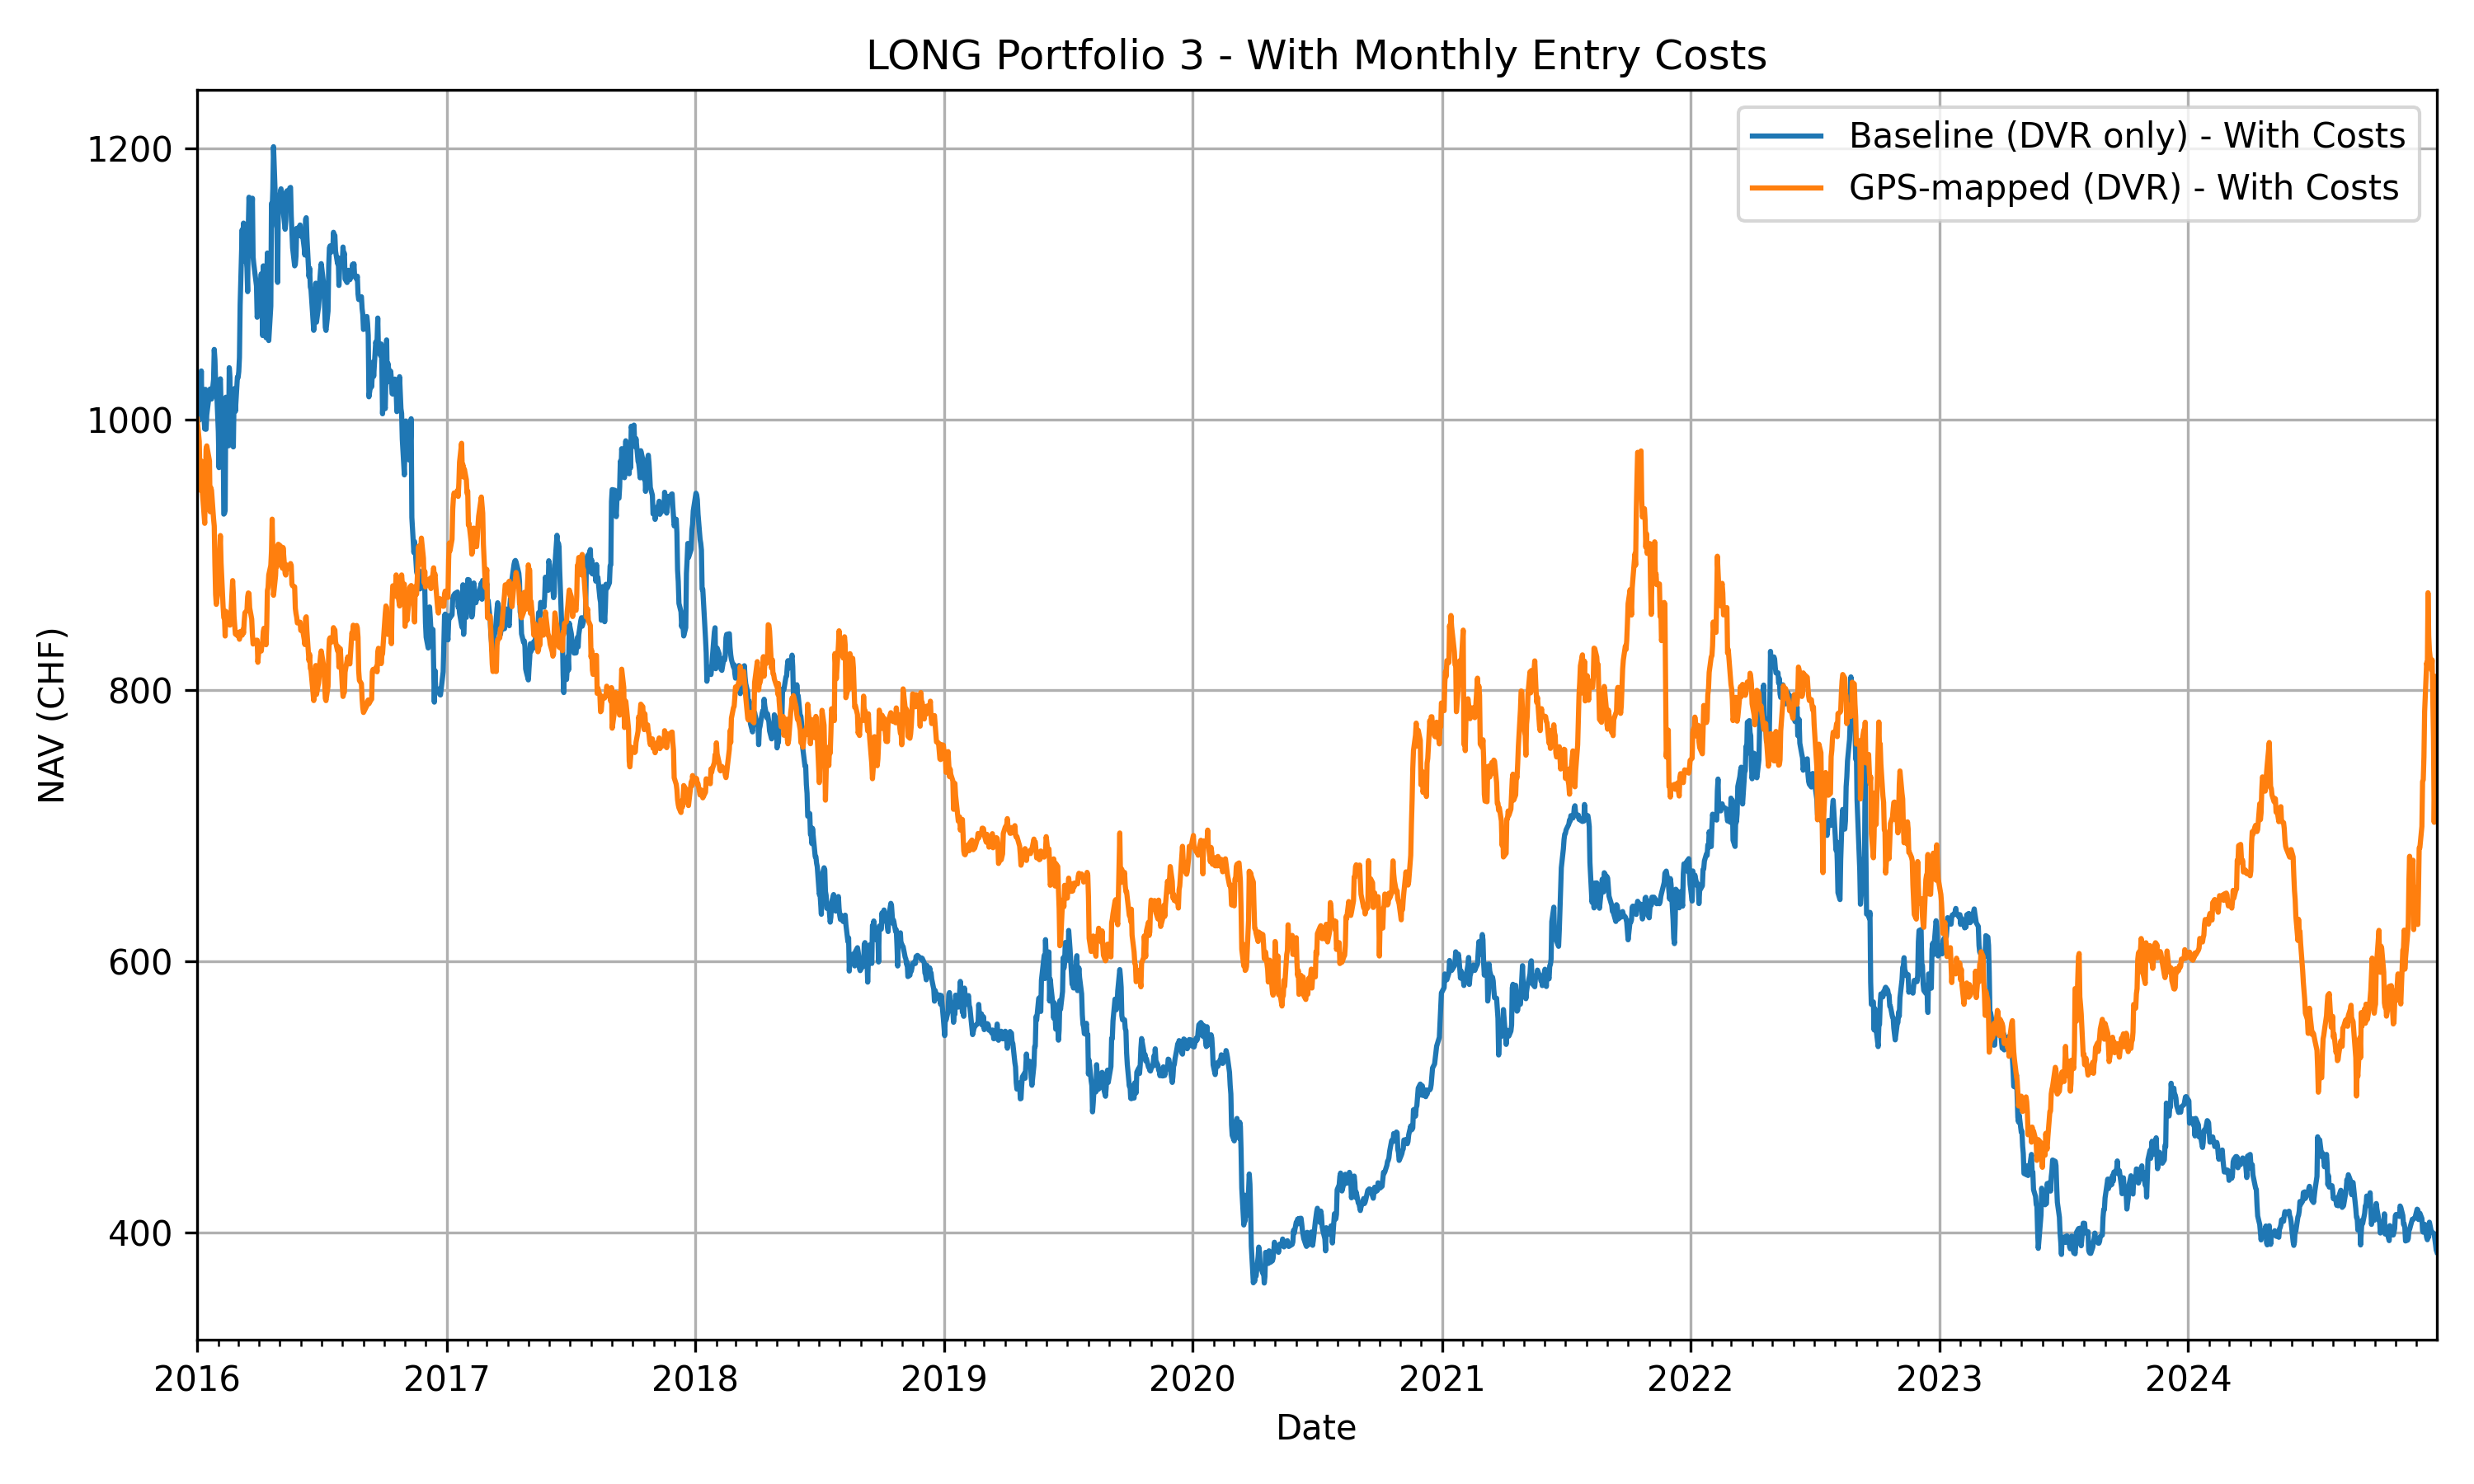 LONG Portfolio 3 - With Monthly Entry Costs
Baseline (DVR only) - With Costs
GPS-mapped (DVR) - With Costs
NAV (CHF)
1200
1000
800
600
400
2016 2017 2018 2019 2020 2021 2022 2023 2024
Date